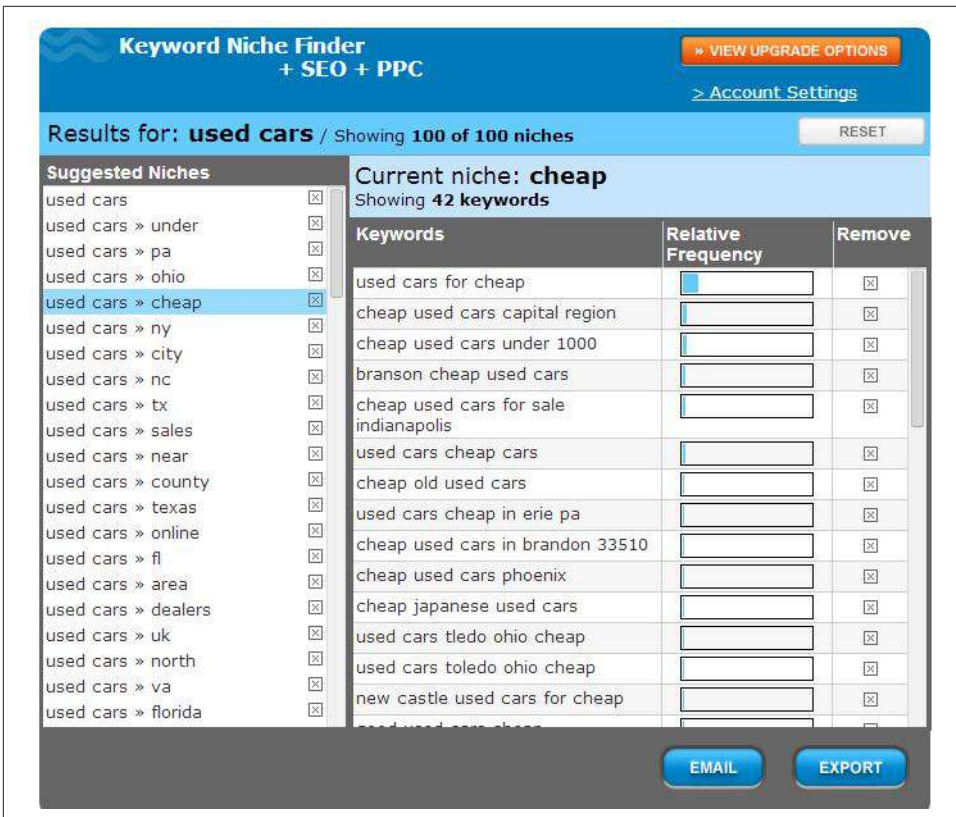 Keyword Niche Finder
+ SEO + PPC
» VIEW UPGRADE OPTIONS
> Account Settings
Results for: used cars / Showing 100 of 100 niches
RESET
Suggested Niches
used cars
used cars » under
used cars » pa
used cars » ohio
used cars » cheap
used cars » ny
used cars » city
used cars » nc
used cars » tx
used cars » sales
used cars » near
used cars » county
used cars » texas
used cars » online
used cars » fl
used cars » area
used cars » dealers
used cars » uk
used cars » north
used cars » va
used cars » florida
Current niche: cheap
Showing 42 keywords
Keywords
Relative
Frequency
Remove
used cars for cheap
cheap used cars capital region
cheap used cars under 1000
branson cheap used cars
cheap used cars for sale
indianapolis
used cars cheap cars
cheap old used cars
used cars cheap in erie pa
cheap used cars in brandon 33510
cheap used cars phoenix
cheap japanese used cars
used cars tledo ohio cheap
used cars toledo ohio cheap
new castle used cars for cheap
EMAIL
EXPORT